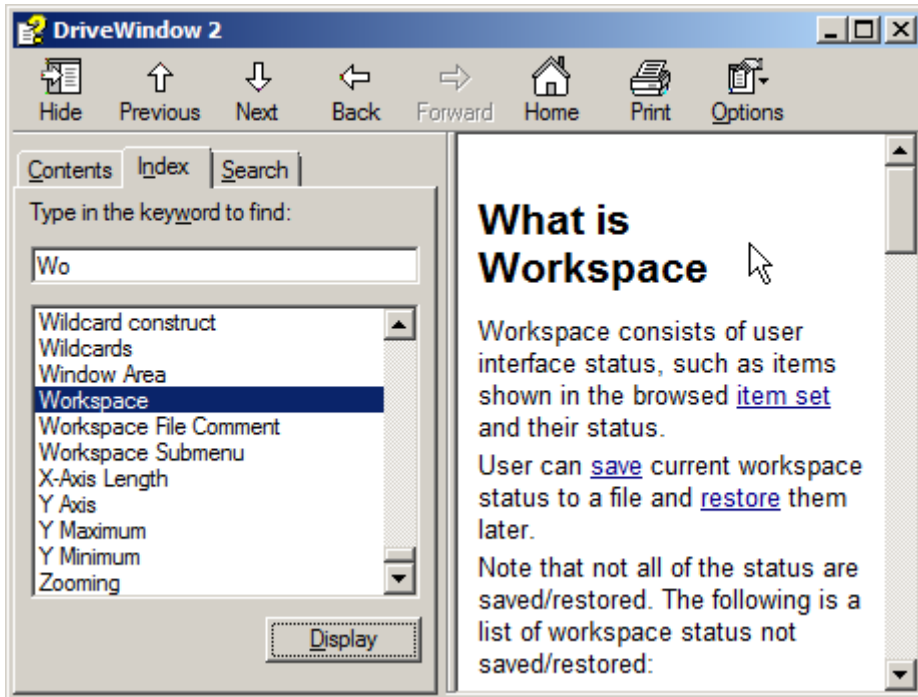 DriveWindow 2
Hide Previous Next Back Forward Home Print Options
Contents Index Search
Type in the keyword to find:
Wo
Wildcard construct
Wildcards
Window Area
Workspace
Workspace File Comment
Workspace Submenu
X-Axis Length
Y Axis
Y Maximum
Y Minimum
Zooming
Display
What is
Workspace
Workspace consists of user
interface status, such as items
shown in the browsed item set
and their status.
User can save current workspace
status to a file and restore them
later.
Note that not all of the status are
saved/restored. The following is a
list of workspace status not
saved/restored: